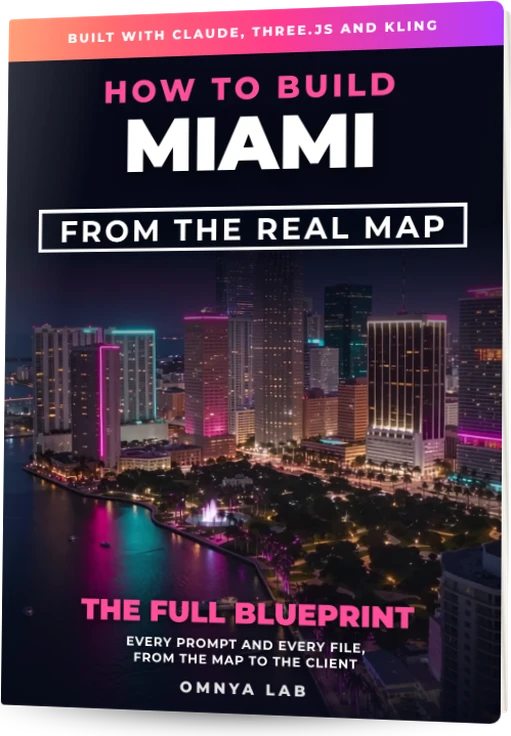 BUILT WITH CLAUDE, THREE.JS AND KLING
HOW TO BUILD
MIAMI
FROM THE REAL MAP
THE FULL BLUEPRINT
EVERY PROMPT AND EVERY FILE,
FROM THE MAP TO THE CLIENT
OMNYA LAB